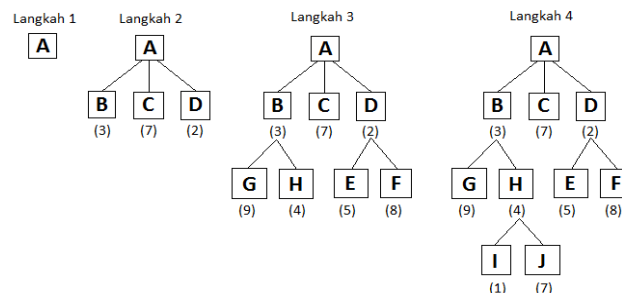 Langkah 1
A
Langkah 2
A
B C D
(3) (7) (2)
Langkah 3
A
B C D
(3) (7) (2)
G H E F
(9) (4) (5) (8)
Langkah 4
A
B C D
(3) (7) (2)
G H E F
(9) (4) (5) (8)
I J
(1) (7)